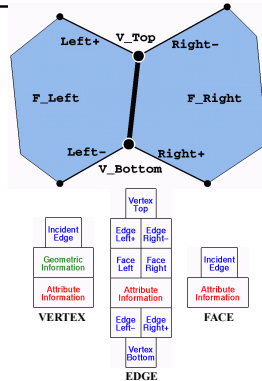 V_Top
Left+ Right-
F_Left F_Right
Left- Right+
V_Bottom
Vertex Top
Incident Edge
Edge Left+
Edge Right-
Incident Edge
Geometric Information
Face Left
Face Right
Attribute Information
Attribute Information
Attribute Information
Edge Left-
Edge Right+
VERTEX
FACE
Vertex Bottom
EDGE